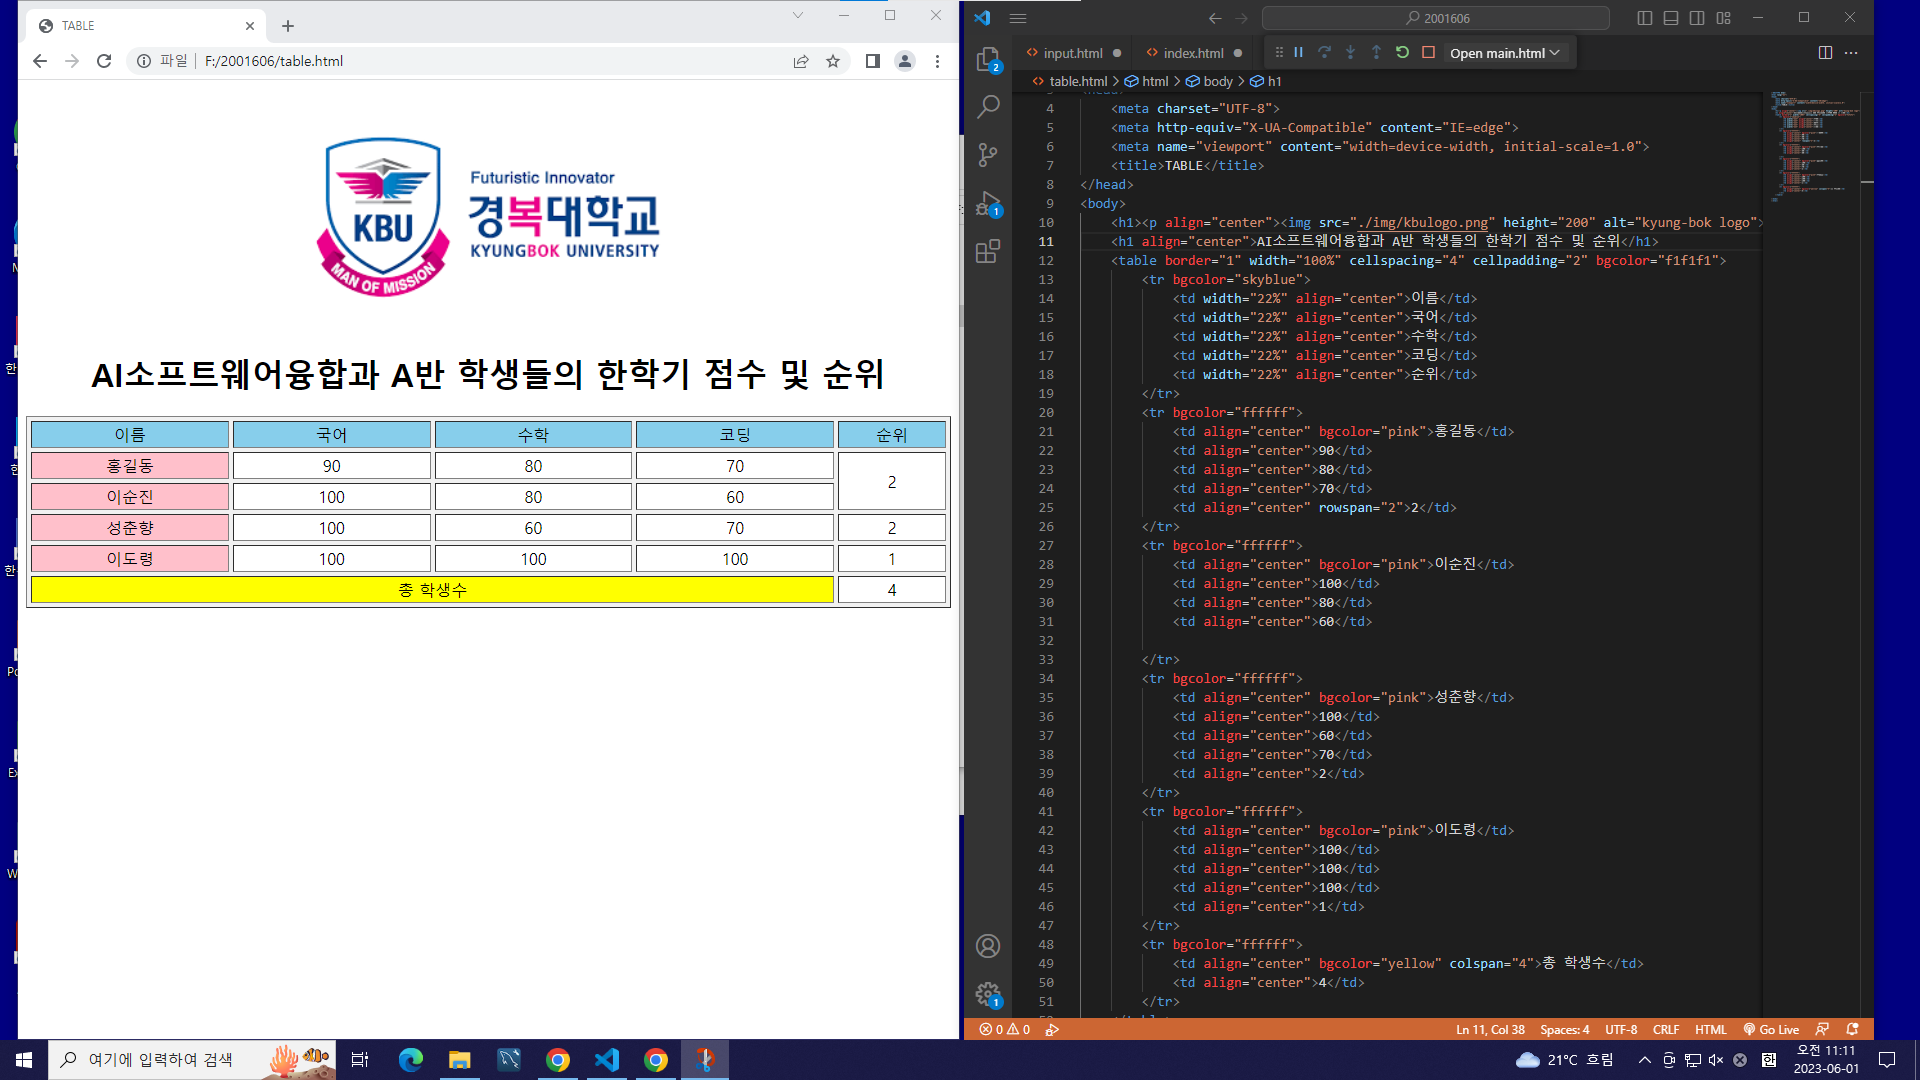 TABLE
파일 F:/2001606/table.html
Futuristic Innovator
경복대학교
KYUNGBOK UNIVERSITY
KBU
MAN OF MISSION
AI소프트웨어융합과 A반 학생들의 한학기 점수 및 순위
이름 국어 수학 코딩 순위
홍길동 90 80 70 2
이순진 100 80 60
성춘향 100 60 70 2
이도령 100 100 100 1
총 학생수 4
2001606
input.html index.html Open main.html
table.html html body h1
4 <meta charset="UTF-8">
5 <meta http-equiv="X-UA-Compatible" content="IE=edge">
6 <meta name="viewport" content="width=device-width, initial-scale=1.0">
7 <title>TABLE</title>
8 </head>
9 <body>
10 <h1><p align="center"><img src="./img/kbulogo.png" height="200" alt="kyung-bok logo">
11 <h1 align="center">AI소프트웨어융합과 A반 학생들의 한학기 점수 및 순위</h1>
12 <table border="1" width="100%" cellspacing="4" cellpadding="2" bgcolor="f1f1f1">
13 <tr bgcolor="skyblue">
14 <td width="22%" align="center">이름</td>
15 <td width="22%" align="center">국어</td>
16 <td width="22%" align="center">수학</td>
17 <td width="22%" align="center">코딩</td>
18 <td width="22%" align="center">순위</td>
19 </tr>
20 <tr bgcolor="ffffff">
21 <td align="center" bgcolor="pink">홍길동</td>
22 <td align="center">90</td>
23 <td align="center">80</td>
24 <td align="center">70</td>
25 <td align="center" rowspan="2">2</td>
26 </tr>
27 <tr bgcolor="ffffff">
28 <td align="center" bgcolor="pink">이순진</td>
29 <td align="center">100</td>
30 <td align="center">80</td>
31 <td align="center">60</td>
32
33 </tr>
34 <tr bgcolor="ffffff">
35 <td align="center" bgcolor="pink">성춘향</td>
36 <td align="center">100</td>
37 <td align="center">60</td>
38 <td align="center">70</td>
39 <td align="center">2</td>
40 </tr>
41 <tr bgcolor="ffffff">
42 <td align="center" bgcolor="pink">이도령</td>
43 <td align="center">100</td>
44 <td align="center">100</td>
45 <td align="center">100</td>
46 <td align="center">1</td>
47 </tr>
48 <tr bgcolor="ffffff">
49 <td align="center" bgcolor="yellow" colspan="4">총 학생수</td>
50 <td align="center">4</td>
51 </tr>
0 0 Ln 11, Col 38 Spaces: 4 UTF-8 CRLF HTML Go Live
여기에 입력하여 검색
21°C 흐림
한
오전 11:11
2023-06-01